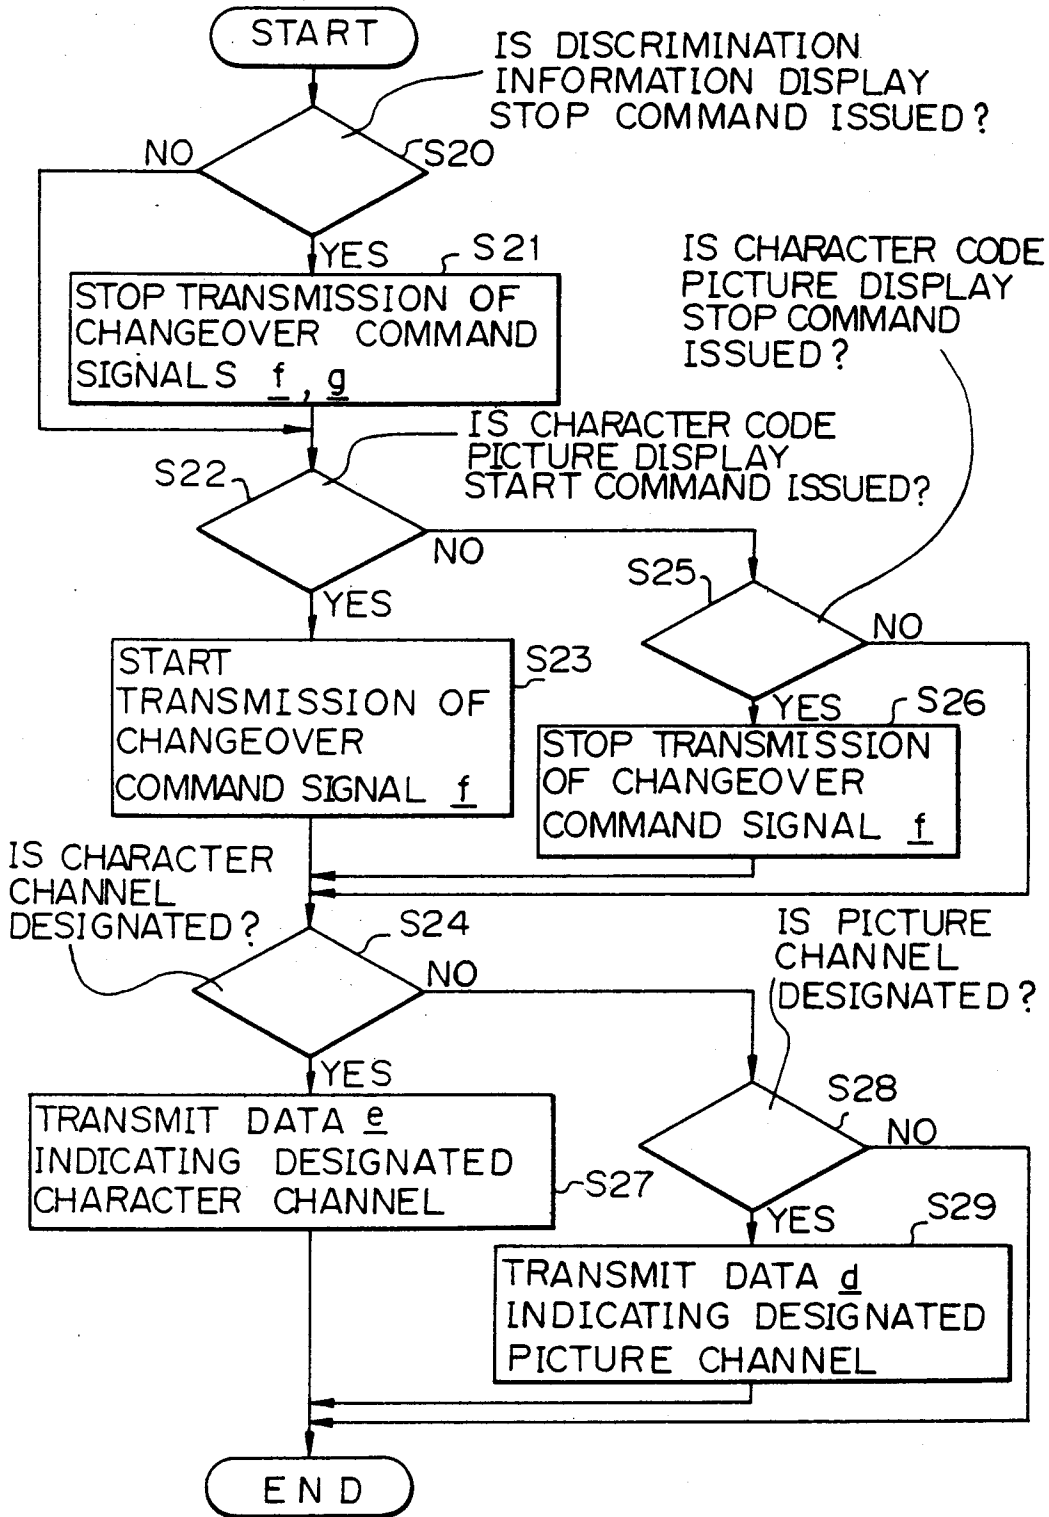 START
IS DISCRIMINATION
INFORMATION DISPLAY
STOP COMMAND ISSUED?
NO
S20
YES
S21
STOP TRANSMISSION OF
CHANGEOVER COMMAND
SIGNALS f, g
IS CHARACTER CODE
PICTURE DISPLAY
STOP COMMAND
ISSUED?
IS CHARACTER CODE
PICTURE DISPLAY
START COMMAND ISSUED?
S22
NO
YES
S25
NO
START
TRANSMISSION OF
CHANGEOVER
COMMAND SIGNAL f
S23
YES
S26
STOP TRANSMISSION
OF CHANGEOVER
COMMAND SIGNAL f
IS CHARACTER
CHANNEL
DESIGNATED?
S24
NO
IS PICTURE
CHANNEL
DESIGNATED?
YES
S28
NO
TRANSMIT DATA e
INDICATING DESIGNATED
CHARACTER CHANNEL
S27
YES
S29
TRANSMIT DATA d
INDICATING DESIGNATED
PICTURE CHANNEL
END